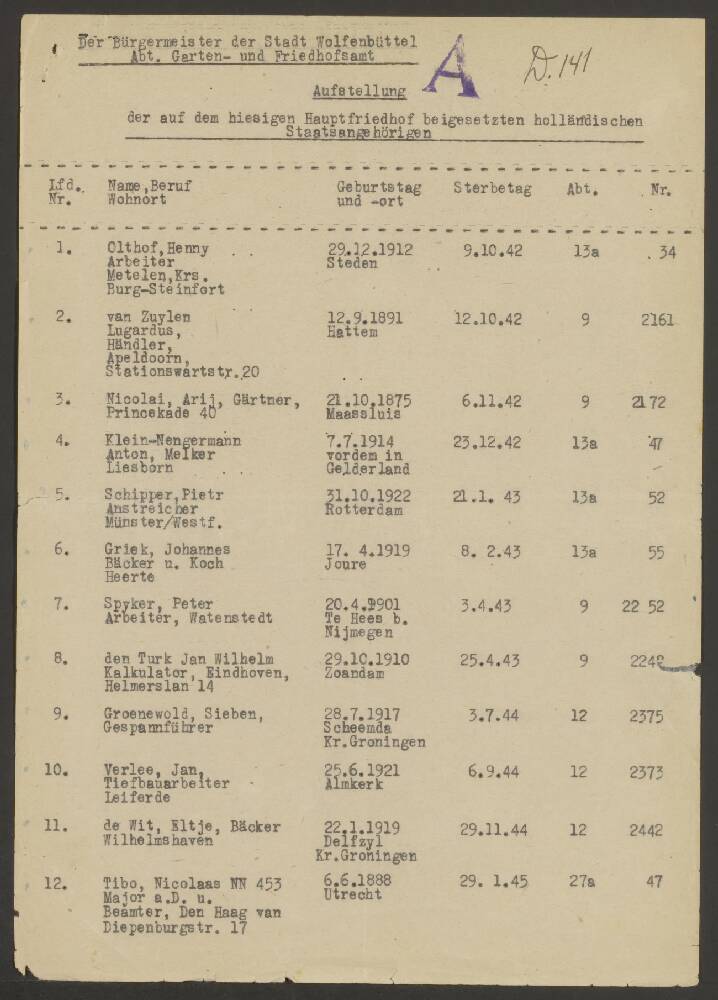 Der Bürgermeister der Stadt Wolfenbüttel
Abt. Garten- und Friedhofsamt
A
D. 141
Aufstellung
der auf dem hiesigen Hauptfriedhof beigesetzten holländischen
Staatsangehörigen
Lfd. Name,Beruf Geburtstag Sterbetag Abt. Nr.
Nr. Wohnort und -ort
1. Olthof,Henny 29.12.1912 9.10.42 13a 34
Arbeiter Steden
Metelen,Krs.
Burg-Steinfort
2. van Zuylen 12.9.1891 12.10.42 9 2161
Lugardus, Hattem
Händler,
Apeldoorn,
Stationswartstr.20
3. Nicolai, Arij, Gärtner, 21.10.1875 6.11.42 9 2172
Princekade 40 Maassluis
4. Klein-Nengermann 7.7.1914 23.12.42 13a 47
Anton, Melker vordem in
Liesborn Gelderland
5. Schipper,Pietr 31.10.1922 21.1. 43 13a 52
Anstreicher Rotterdam
Münster/Westf.
6. Griek, Johannes 17. 4.1919 8. 2.43 13a 55
Bäcker u. Koch Joure
Heerte
7. Spyker, Peter 20.4.1901 3.4.43 9 22 52
Arbeiter, Watenstedt Te Hees b.
Nijmegen
8. den Turk Jan Wilhelm 29.10.1910 25.4.43 9
Kalkulator, Eindhoven, Zoandam
Helmerslan 14
9. Groenewold, Sieben, 28.7.1917 3.7.44 12 2375
Gespannführer Scheemda
Kr.Groningen
10. Verlee, Jan, 25.6.1921 6.9.44 12 2373
Tiefbauarbeiter Almkerk
Leiferde
11. de Wit, Eltje, Bäcker 22.1.1919 29.11.44 12 2442
Wilhelmshaven Delfzyl
Kr.Groningen
12. Tibo, Nicolaas NN 453 6.6.1888 29. 1.45 27a 47
Major a.D. u. Utrecht
Beamter, Den Haag van
Diepenburgstr. 17